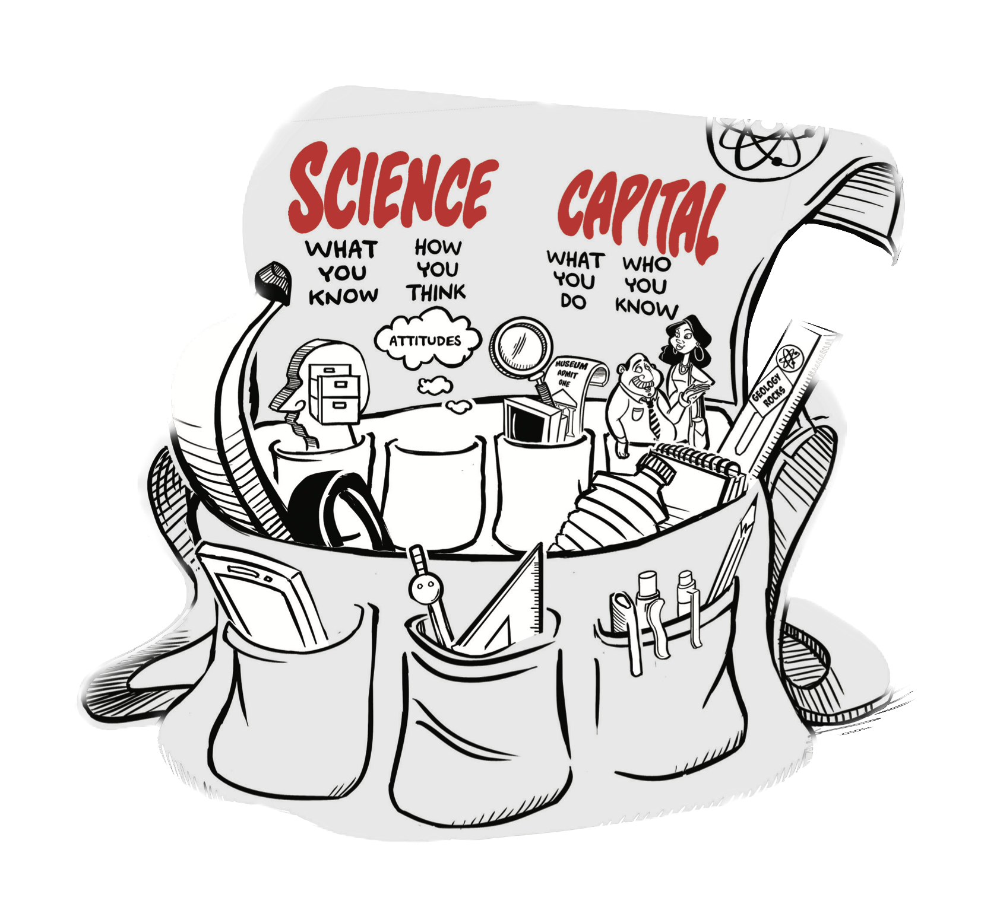 SCIENCE CAPITAL
WHAT
YOU
KNOW
HOW
YOU
THINK
WHAT
YOU
DO
WHO
YOU
KNOW
ATTITUDES
MUSEUM
ADMIT
ONE
GEOLOGY
ROCKS